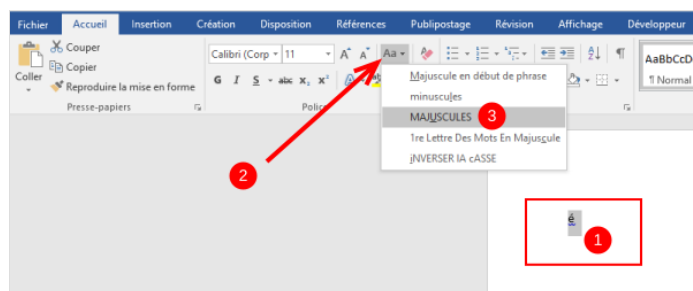 Fichier Accueil Insertion Création Disposition Références Publipostage Révision Affichage Développeur
Couper
Copier
Coller
Reproduire la mise en forme
Presse-papiers
Calibri (Corp 11 A A Aa
G I S abc x, x² A
Polic
AaBbCcD
¶ Normal
Majuscule en début de phrase
minuscules
MAJUSCULES 3
1re Lettre Des Mots En Majuscule
iNVERSER lA cASSE
2
é
1